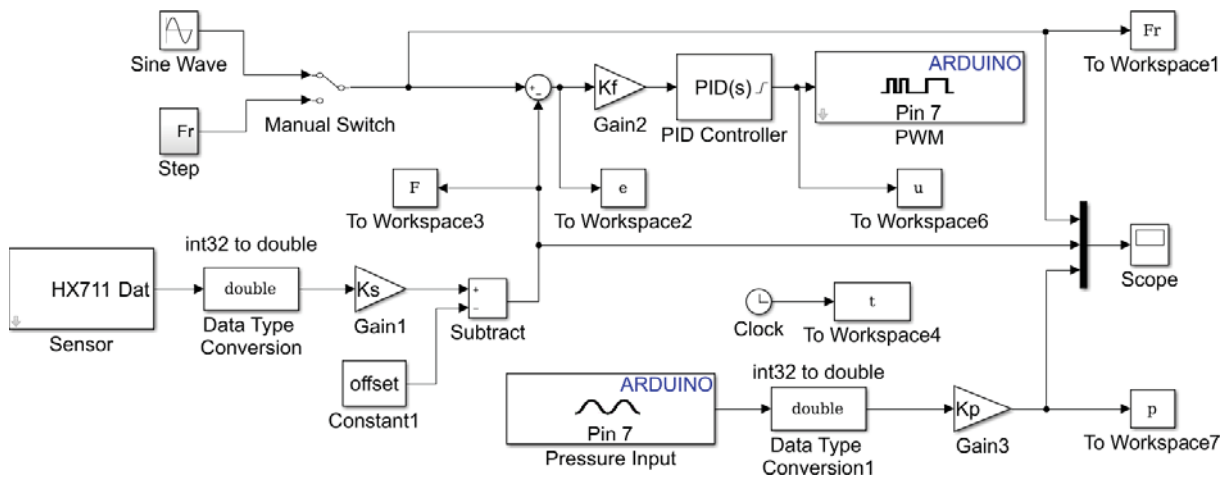 Sine Wave
Fr
Step
Manual Switch
+
-
Kf
Gain2
PID(s)
PID Controller
ARDUINO
Pin 7
PWM
Fr
To Workspace1
F
To Workspace3
e
To Workspace2
u
To Workspace6
HX711 Dat
Sensor
int32 to double
double
Data Type
Conversion
Ks
Gain1
+
-
Subtract
offset
Constant1
Clock
t
To Workspace4
Scope
ARDUINO
Pin 7
Pressure Input
int32 to double
double
Data Type
Conversion1
Kp
Gain3
p
To Workspace7